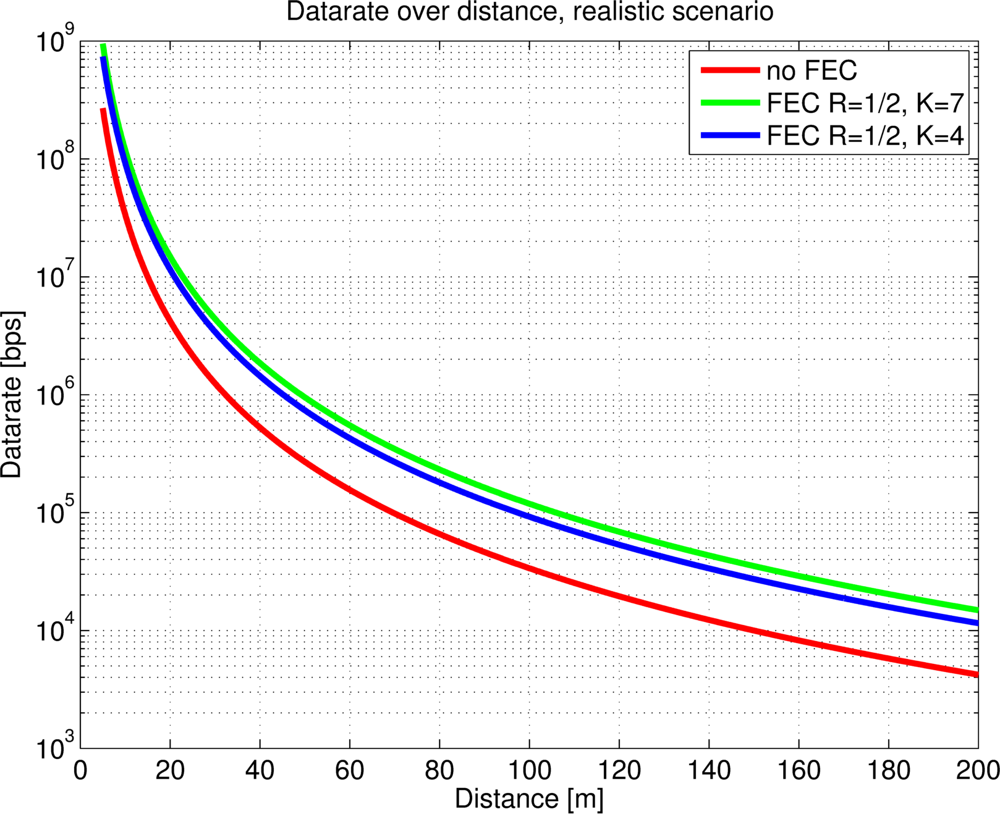 Datarate over distance, realistic scenario
10^9
10^8
10^7
10^6
10^5
10^4
10^3
Datarate [bps]
no FEC
FEC R=1/2, K=7
FEC R=1/2, K=4
0 20 40 60 80 100 120 140 160 180 200
Distance [m]